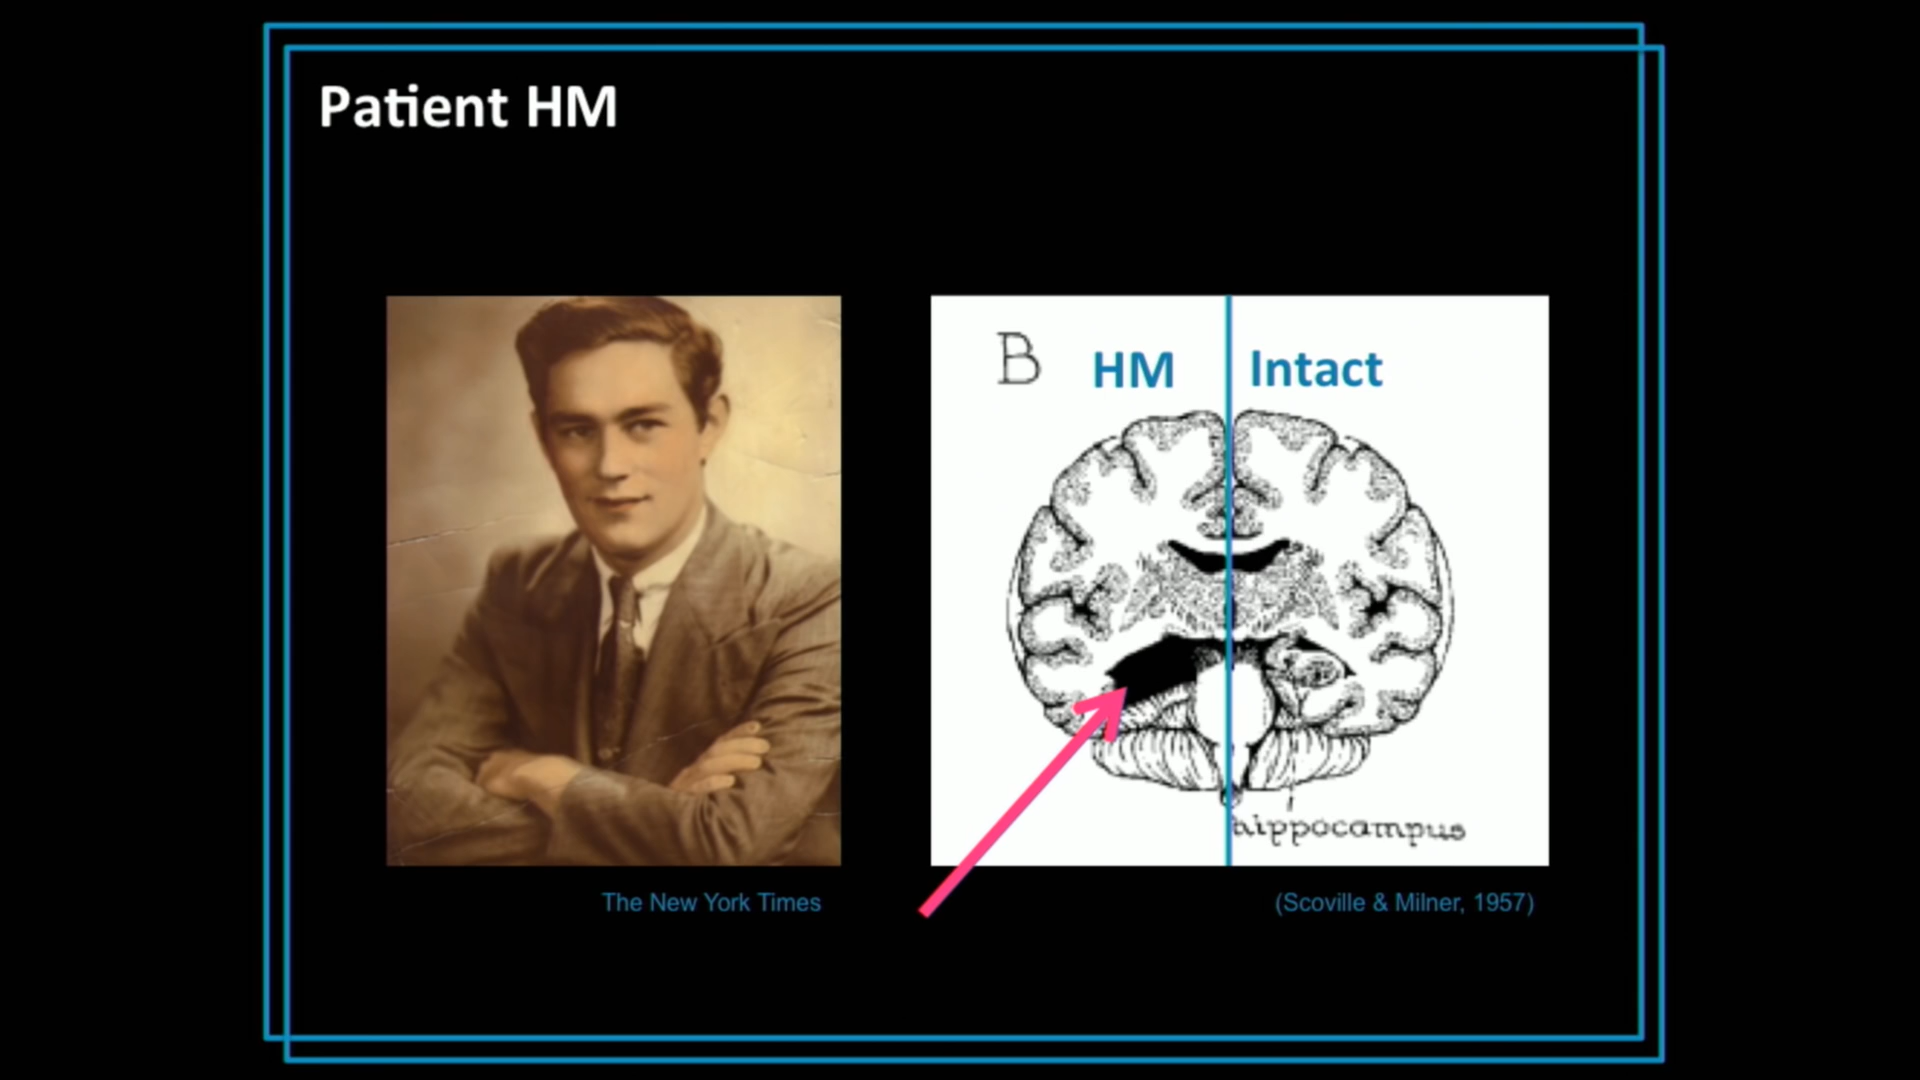 Patient HM
B
HM
Intact
hippocampus
The New York Times
(Scoville & Milner, 1957)